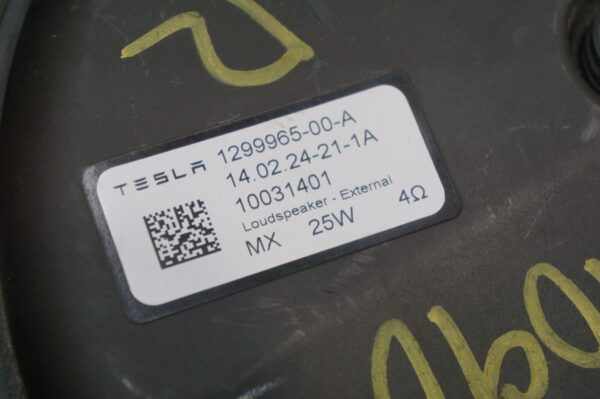 TESLA 1299965-00-A
14.02.24-21-1A
10031401
Loudspeaker - External
MX 25W 4Ω